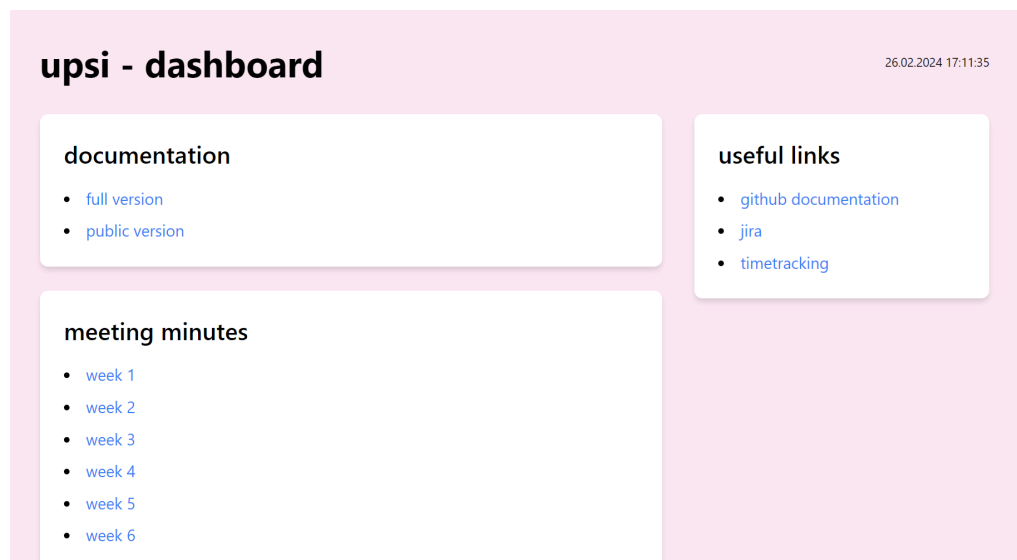 upsi - dashboard
26.02.2024 17:11:35
documentation
full version
public version
meeting minutes
week 1
week 2
week 3
week 4
week 5
week 6
useful links
github documentation
jira
timetracking